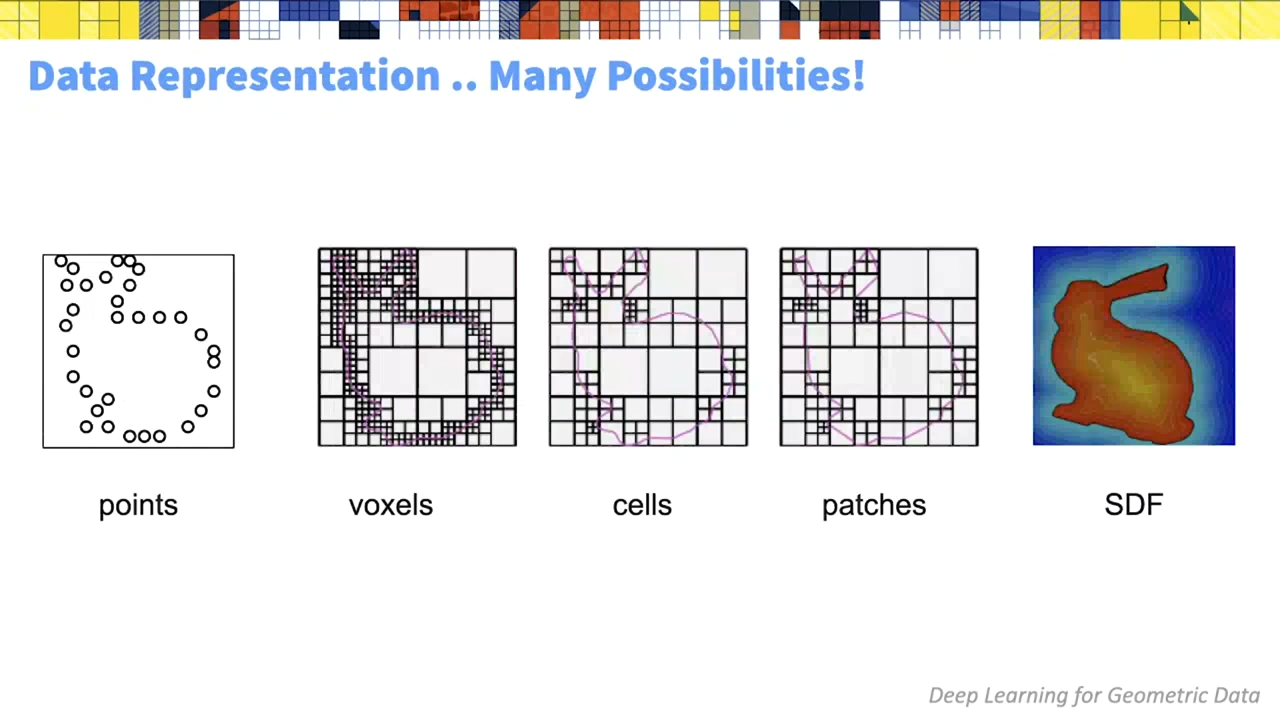 Data Representation .. Many Possibilities!
points
voxels
cells
patches
SDF
Deep Learning for Geometric Data